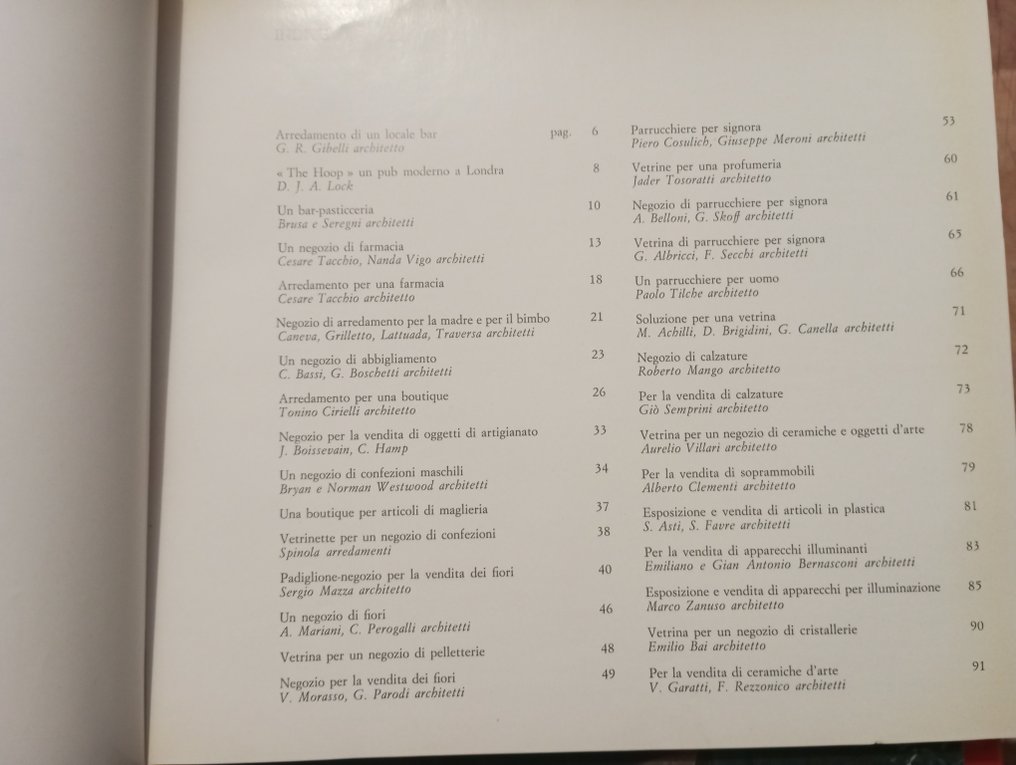 INDICE
Arredamento di un locale bar pag. 6
G. R. Gibelli architetto
« The Hoop » un pub moderno a Londra 8
D. J. A. Lock
Un bar-pasticceria 10
Brusa e Seregni architetti
Un negozio di farmacia 13
Cesare Tacchio, Nanda Vigo architetti
Arredamento per una farmacia 18
Cesare Tacchio architetto
Negozio di arredamento per la madre e per il bimbo 21
Caneva, Grilletto, Lattuada, Traversa architetti
Un negozio di abbigliamento 23
C. Bassi, G. Boschetti architetti
Arredamento per una boutique 26
Tonino Cirielli architetto
Negozio per la vendita di oggetti di artigianato 33
J. Boissevain, C. Hamp
Un negozio di confezioni maschili 34
Bryan e Norman Westwood architetti
Una boutique per articoli di maglieria 37
Vetrinette per un negozio di confezioni 38
Spinola arredamenti
Padiglione-negozio per la vendita dei fiori 40
Sergio Mazza architetto
Un negozio di fiori 46
A. Mariani, C. Perogalli architetti
Vetrina per un negozio di pelletterie 48
Negozio per la vendita dei fiori 49
V. Morasso, G. Parodi architetti
Parrucchiere per signora 53
Piero Cosulich, Giuseppe Meroni architetti
Vetrine per una profumeria 60
Jader Tosoratti architetto
Negozio di parrucchiere per signora 61
A. Belloni, G. Skoff architetti
Vetrina di parrucchiere per signora 65
G. Albricci, F. Secchi architetti
Un parrucchiere per uomo 66
Paolo Tilche architetto
Soluzione per una vetrina 71
M. Achilli, D. Brigidini, G. Canella architetti
Negozio di calzature 72
Roberto Mango architetto
Per la vendita di calzature 73
Giò Semprini architetto
Vetrina per un negozio di ceramiche e oggetti d'arte 78
Aurelio Villari architetto
Per la vendita di soprammobili 79
Alberto Clementi architetto
Esposizione e vendita di articoli in plastica 81
S. Asti, S. Favre architetti
Per la vendita di apparecchi illuminanti 83
Emiliano e Gian Antonio Bernasconi architetti
Esposizione e vendita di apparecchi per illuminazione 85
Marco Zanuso architetto
Vetrina per un negozio di cristallerie 90
Emilio Bai architetto
Per la vendita di ceramiche d'arte 91
V. Garatti, F. Rezzonico architetti